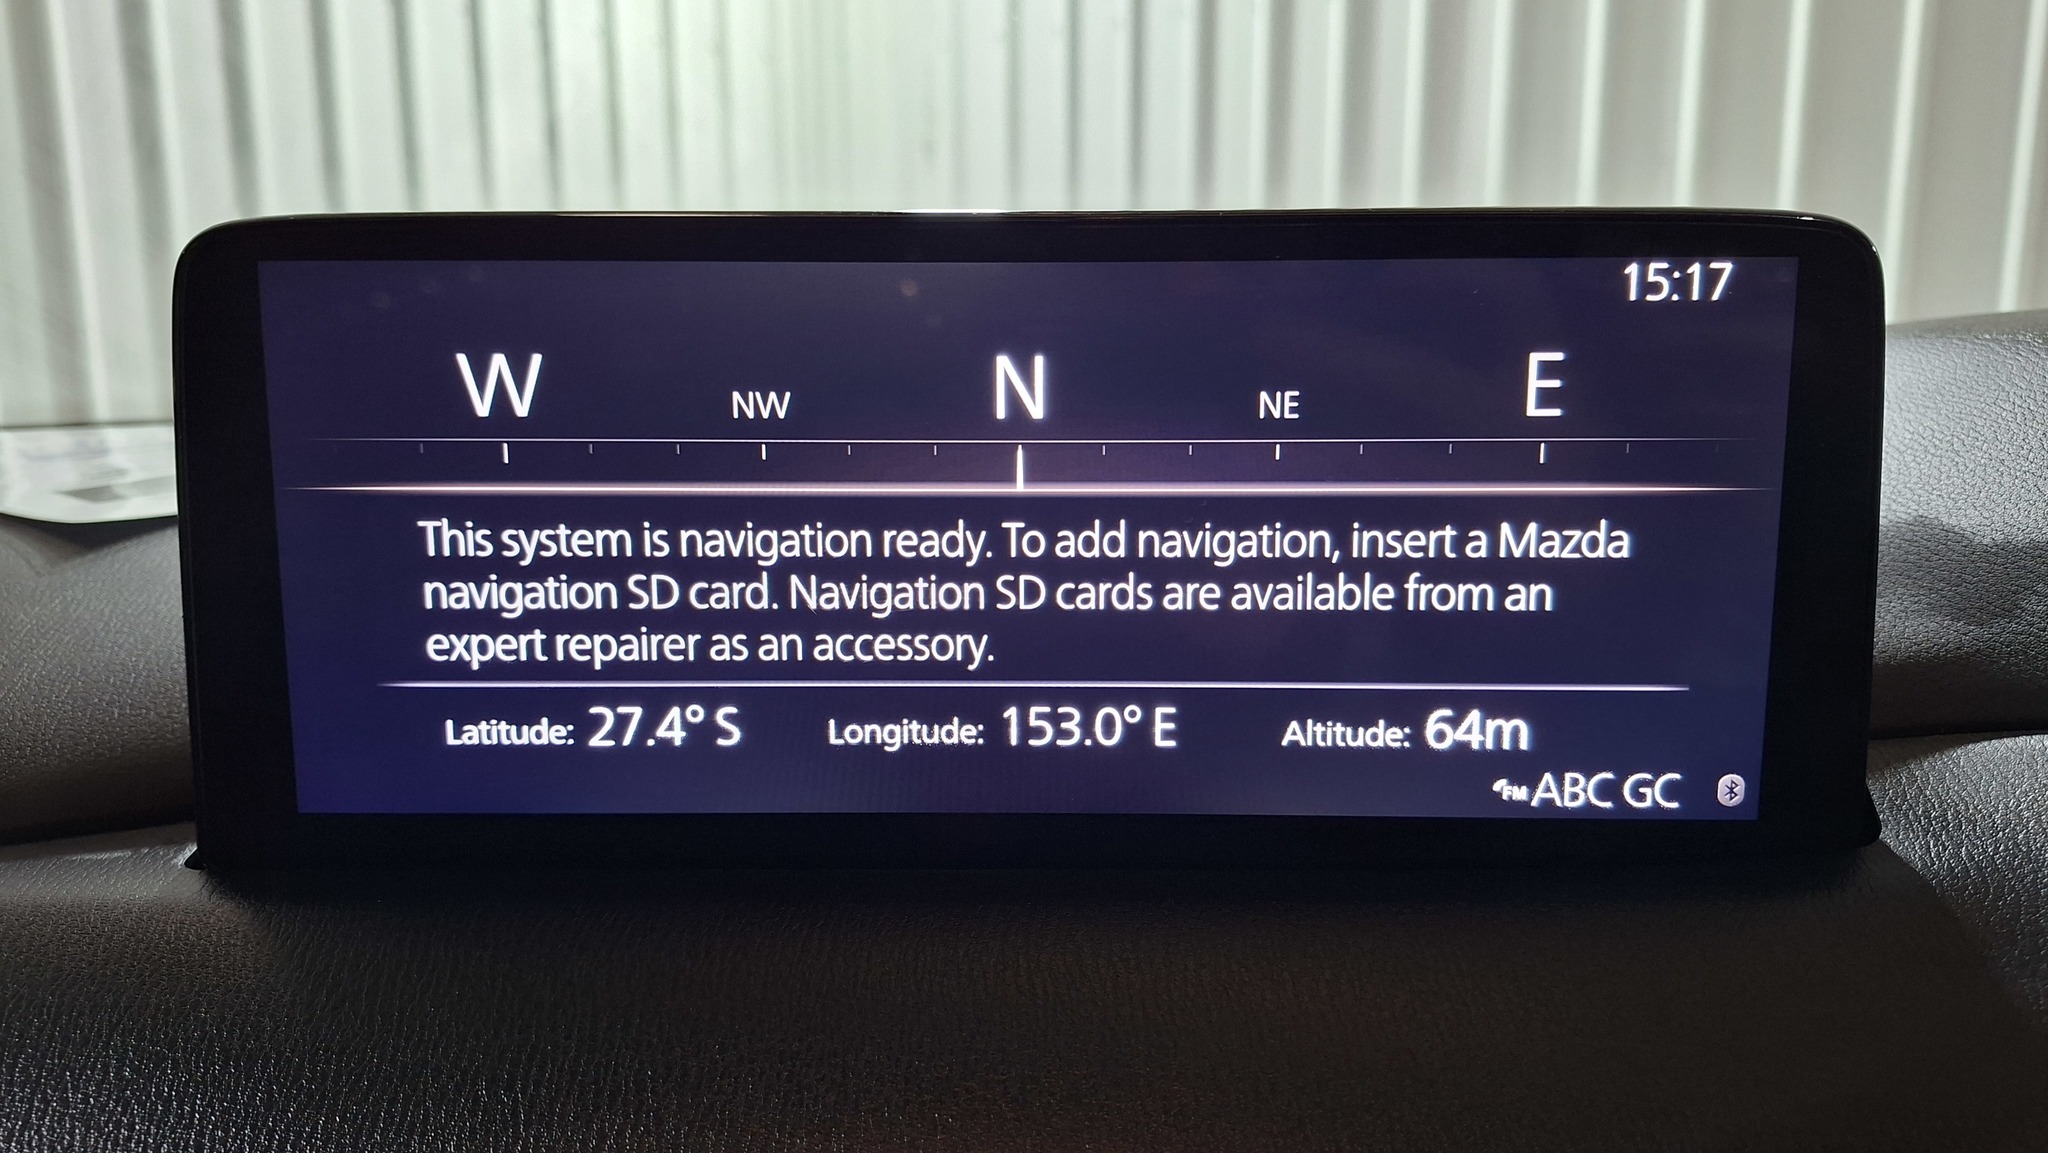 15:17
W NW N NE E
This system is navigation ready. To add navigation, insert a Mazda
navigation SD card. Navigation SD cards are available from an
expert repairer as an accessory.
Latitude: 27.4° S Longitude: 153.0° E Altitude: 64m
FM ABC GC